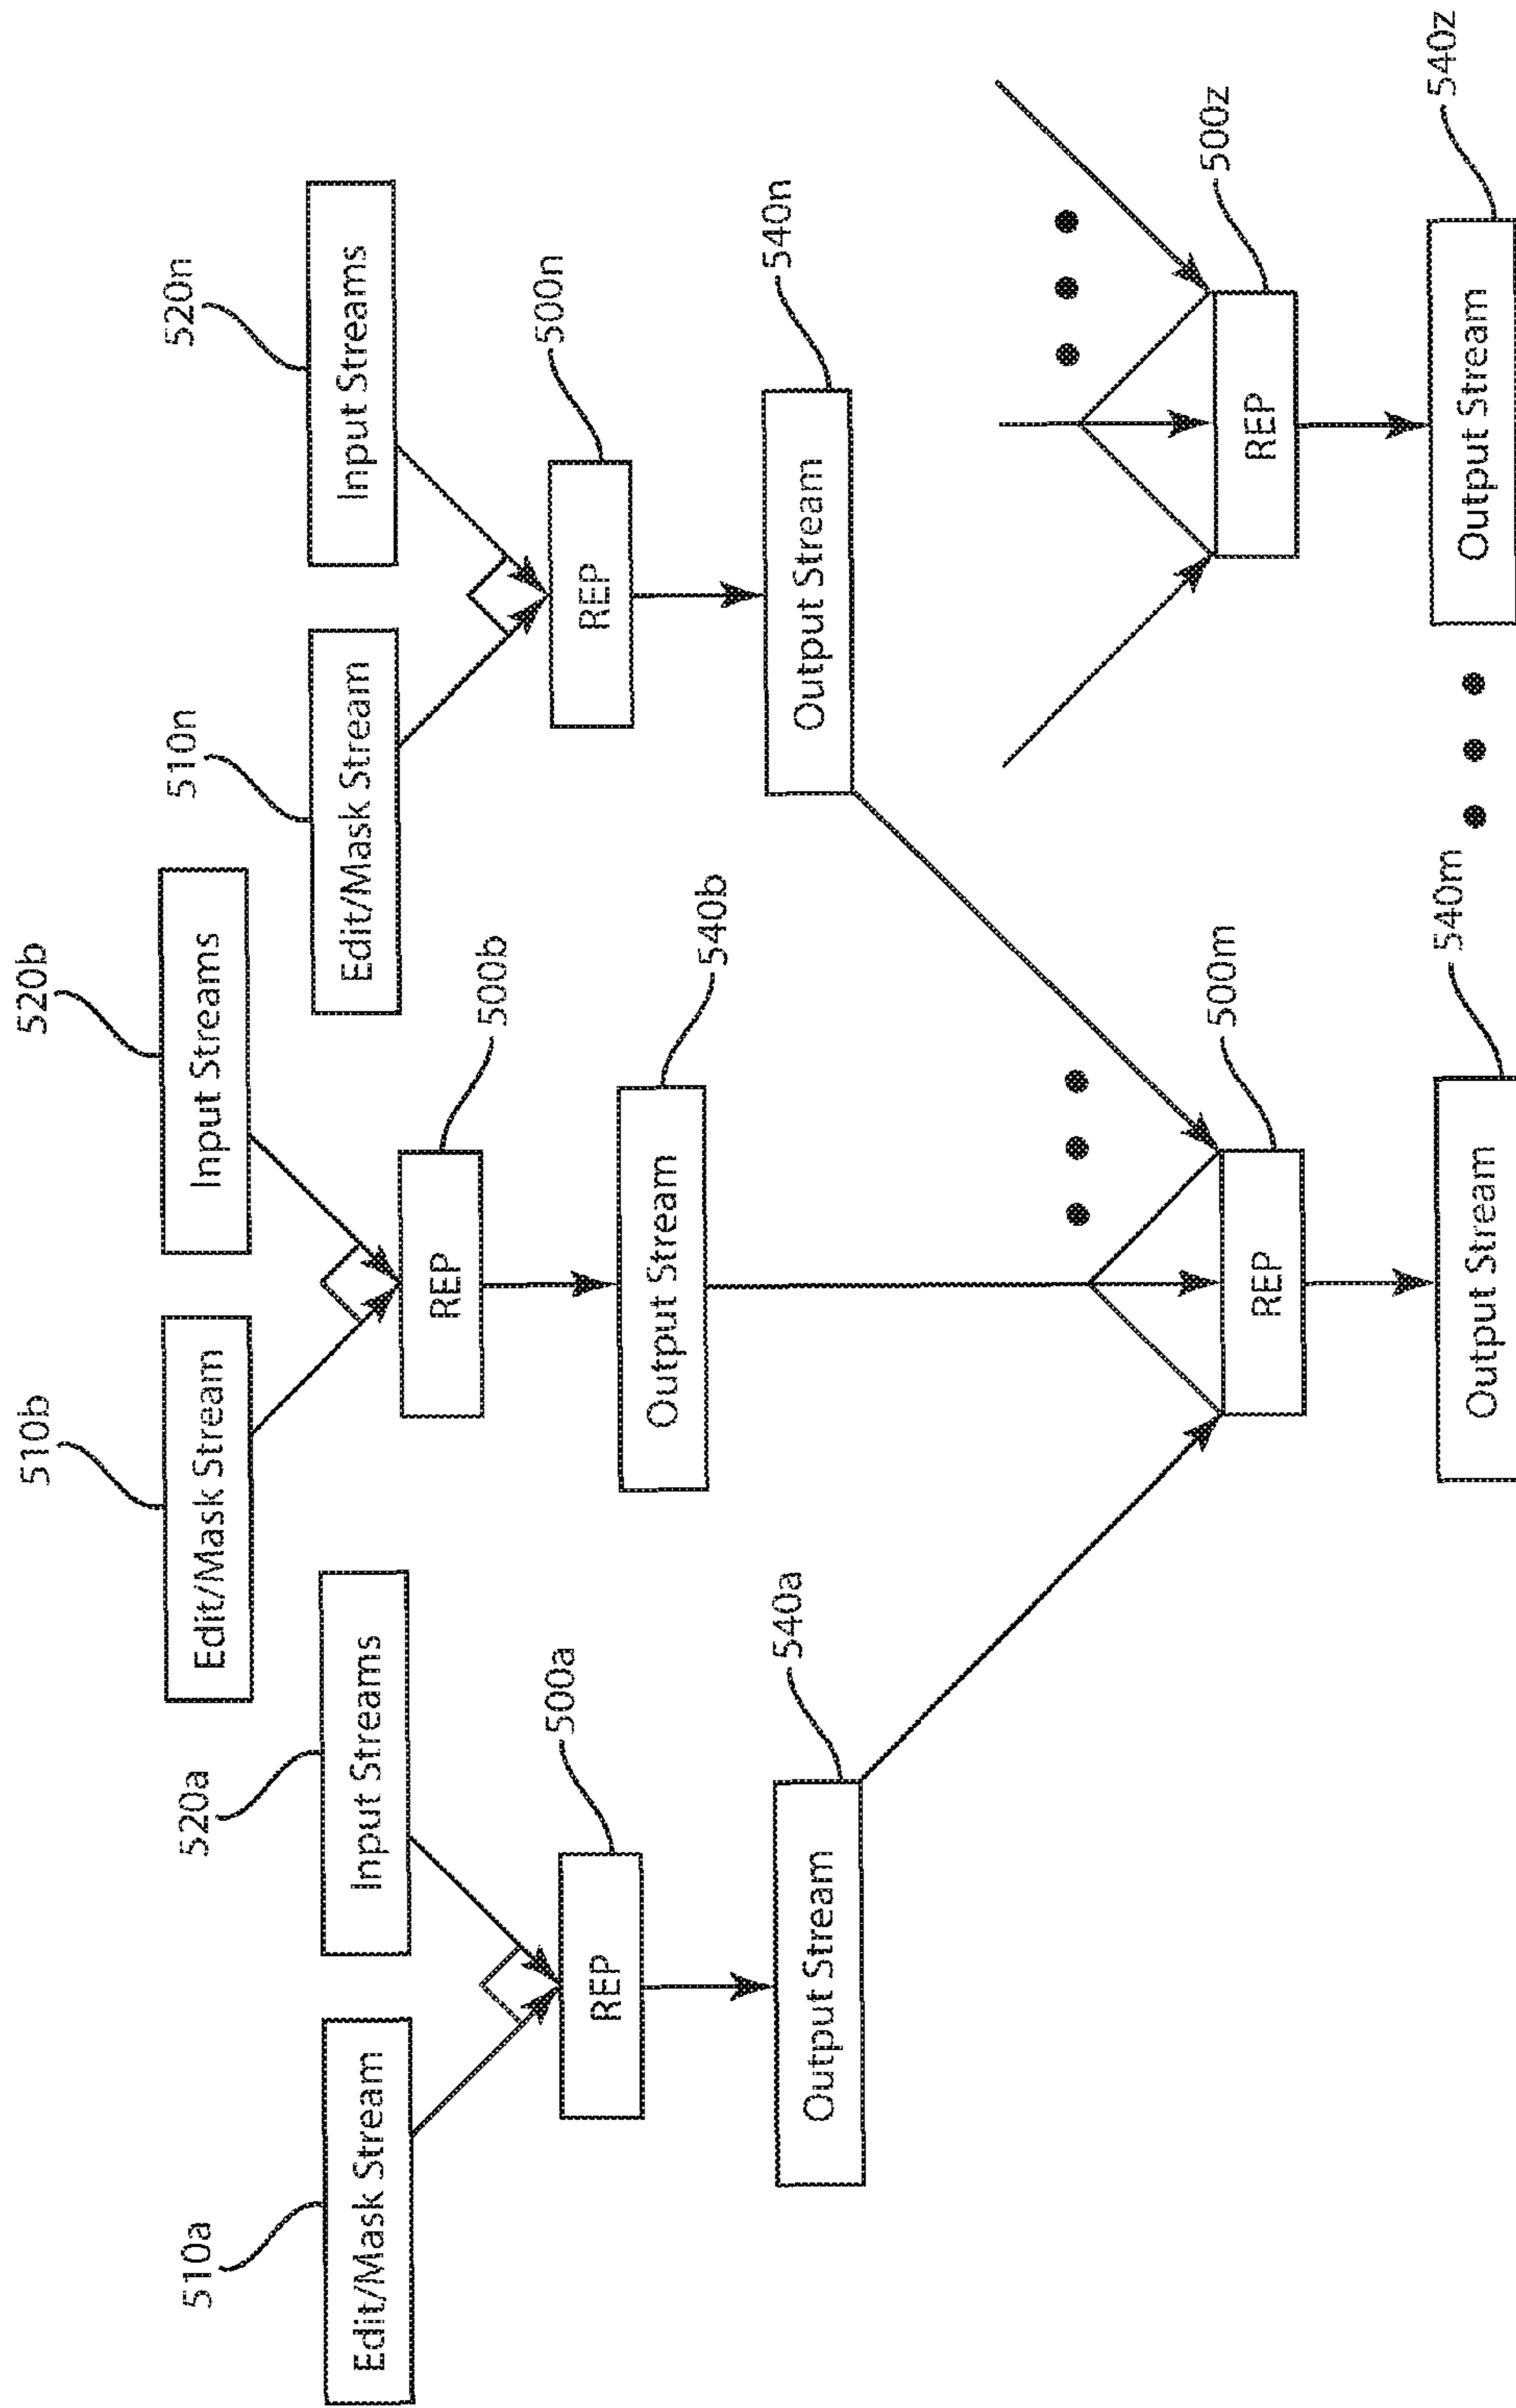 510a
Edit/Mask Stream
520a
Input Streams
500a
REP
540a
Output Stream
510b
Edit/Mask Stream
520b
Input Streams
500b
REP
540b
Output Stream
510n
Edit/Mask Stream
520n
Input Streams
500n
REP
540n
Output Stream
500m
REP
540m
Output Stream
500z
REP
540z
Output Stream